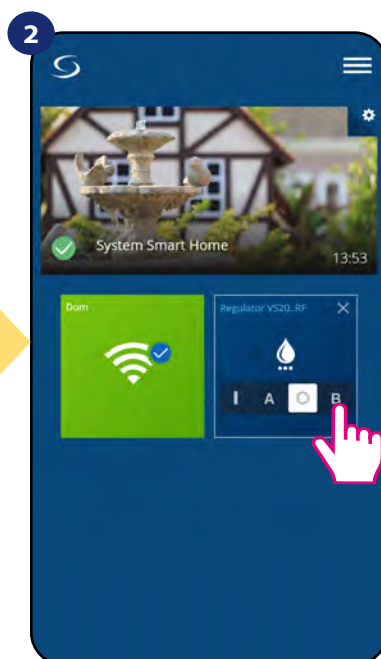 2
System Smart Home
13:53
Dom
Regulator VS20..RF
I A O B